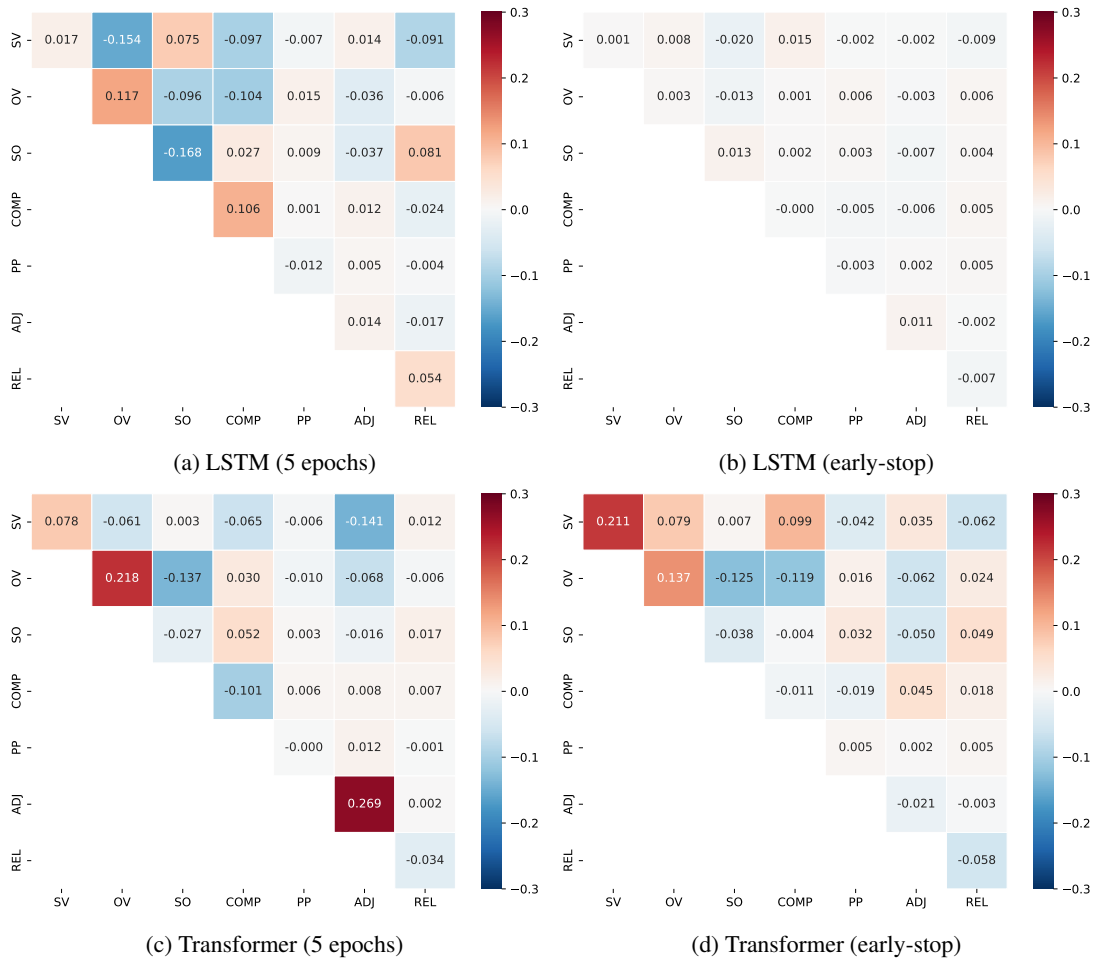 SV 0.017 -0.154 0.075 -0.097 -0.007 0.014 -0.091
OV 0.117 -0.096 -0.104 0.015 -0.036 -0.006
SO -0.168 0.027 0.009 -0.037 0.081
COMP 0.106 0.001 0.012 -0.024
PP -0.012 0.005 -0.004
ADJ 0.014 -0.017
REL 0.054
SV OV SO COMP PP ADJ REL
0.3
0.2
0.1
0.0
−0.1
−0.2
−0.3
(a) LSTM (5 epochs)
SV 0.001 0.008 -0.020 0.015 -0.002 -0.002 -0.009
OV 0.003 -0.013 0.001 0.006 -0.003 0.006
SO 0.013 0.002 0.003 -0.007 0.004
COMP -0.000 -0.005 -0.006 0.005
PP -0.003 0.002 0.005
ADJ 0.011 -0.002
REL -0.007
SV OV SO COMP PP ADJ REL
0.3
0.2
0.1
0.0
−0.1
−0.2
−0.3
(b) LSTM (early-stop)
SV 0.078 -0.061 0.003 -0.065 -0.006 -0.141 0.012
OV 0.218 -0.137 0.030 -0.010 -0.068 -0.006
SO -0.027 0.052 0.003 -0.016 0.017
COMP -0.101 0.006 0.008 0.007
PP -0.000 0.012 -0.001
ADJ 0.269 0.002
REL -0.034
SV OV SO COMP PP ADJ REL
0.3
0.2
0.1
0.0
−0.1
−0.2
−0.3
(c) Transformer (5 epochs)
SV 0.211 0.079 0.007 0.099 -0.042 0.035 -0.062
OV 0.137 -0.125 -0.119 0.016 -0.062 0.024
SO -0.038 -0.004 0.032 -0.050 0.049
COMP -0.011 -0.019 0.045 0.018
PP 0.005 0.002 0.005
ADJ -0.021 -0.003
REL -0.058
SV OV SO COMP PP ADJ REL
0.3
0.2
0.1
0.0
−0.1
−0.2
−0.3
(d) Transformer (early-stop)